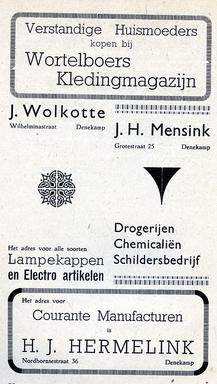 Verstandige Huismoeders
kopen bij
Wortelboers
Kledingmagazijn
J. Wolkotte
Wilhelminastraat Denekamp
J. H. Mensink
Grotestraat 25 Denekamp
Het adres voor alle soorten
Lampekappen
en Electro artikelen
Drogerijen
Chemicaliën
Schildersbedrijf
Het adres voor
Courante Manufacturen
is
H. J. HERMELINK
Nordhornsestraat 36 Denekamp